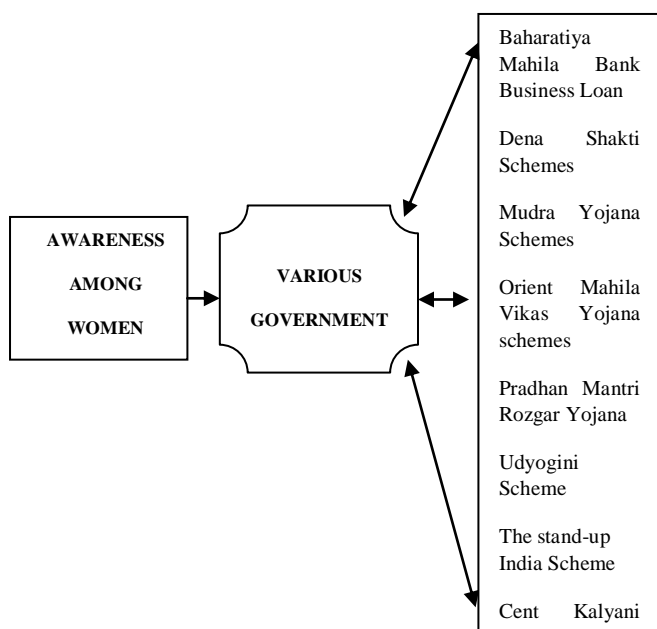 AWARENESS
AMONG
WOMEN
VARIOUS
GOVERNMENT
Baharatiya
Mahila Bank
Business Loan
Dena Shakti
Schemes
Mudra Yojana
Schemes
Orient Mahila
Vikas Yojana
schemes
Pradhan Mantri
Rozgar Yojana
Udyogini
Scheme
The stand-up
India Scheme
Cent Kalyani